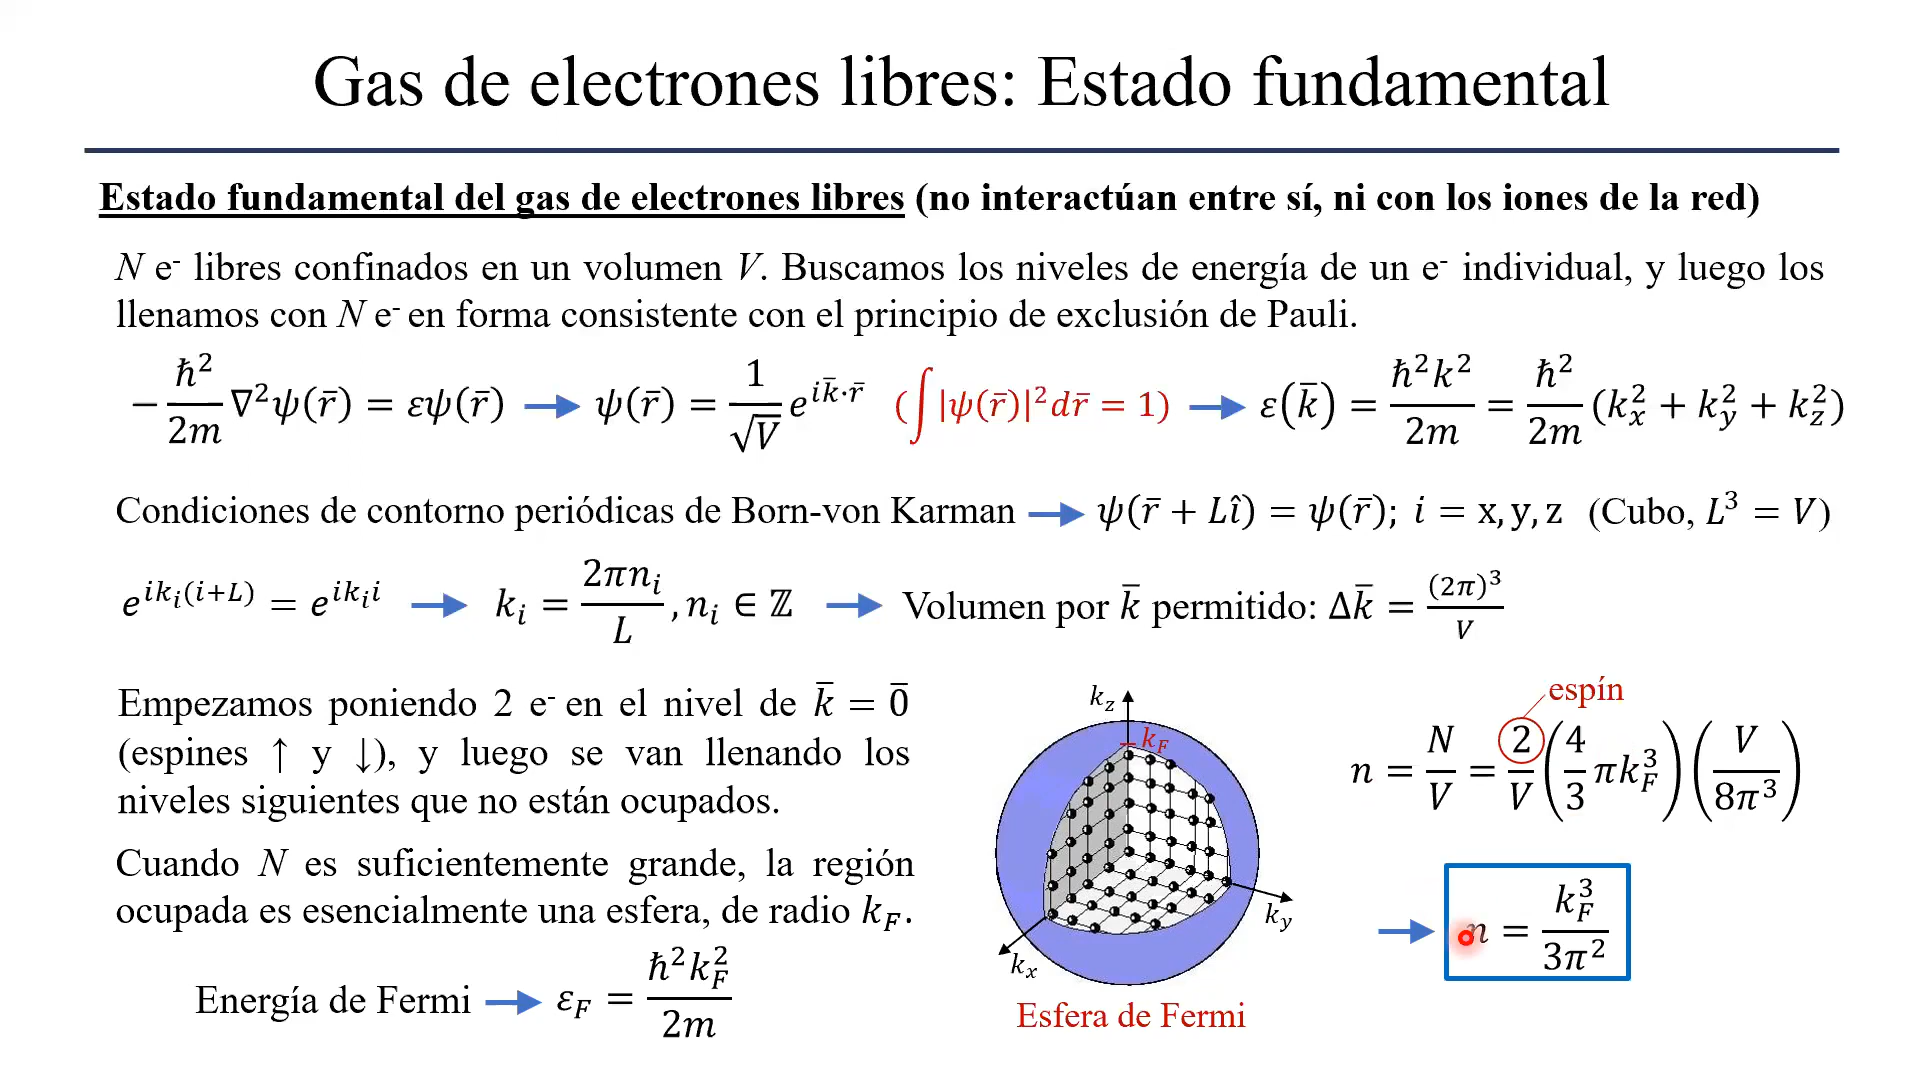 Gas de electrones libres: Estado fundamental
Estado fundamental del gas de electrones libres (no interactúan entre sí, ni con los iones de la red)
N e⁻ libres confinados en un volumen V. Buscamos los niveles de energía de un e⁻ individual, y luego los
llenamos con N e⁻ en forma consistente con el principio de exclusión de Pauli.
−ħ²/2m ∇²ψ(r̄) = εψ(r̄) → ψ(r̄) = 1/√V e^{ik̄·r̄} (∫|ψ(r̄)|²dr̄ = 1) → ε(k̄) = ħ²k²/2m = ħ²/2m (k_x² + k_y² + k_z²)
Condiciones de contorno periódicas de Born-von Karman → ψ(r̄ + Lî) = ψ(r̄); i = x, y, z (Cubo, L³ = V)
e^{ik_i(i+L)} = e^{ik_i i} → k_i = 2πn_i/L , n_i ∈ ℤ → Volumen por k̄ permitido: Δk̄ = (2π)³/V
Empezamos poniendo 2 e⁻ en el nivel de k̄ = 0̄
(espines ↑ y ↓), y luego se van llenando los
niveles siguientes que no están ocupados.
Cuando N es suficientemente grande, la región
ocupada es esencialmente una esfera, de radio k_F.
Energía de Fermi → ε_F = ħ²k_F²/2m
k_z
k_F
k_y
k_x
Esfera de Fermi
espín
n = N/V = 2/V (4/3 πk_F³) (V/8π³)
→ n = k_F³/3π²